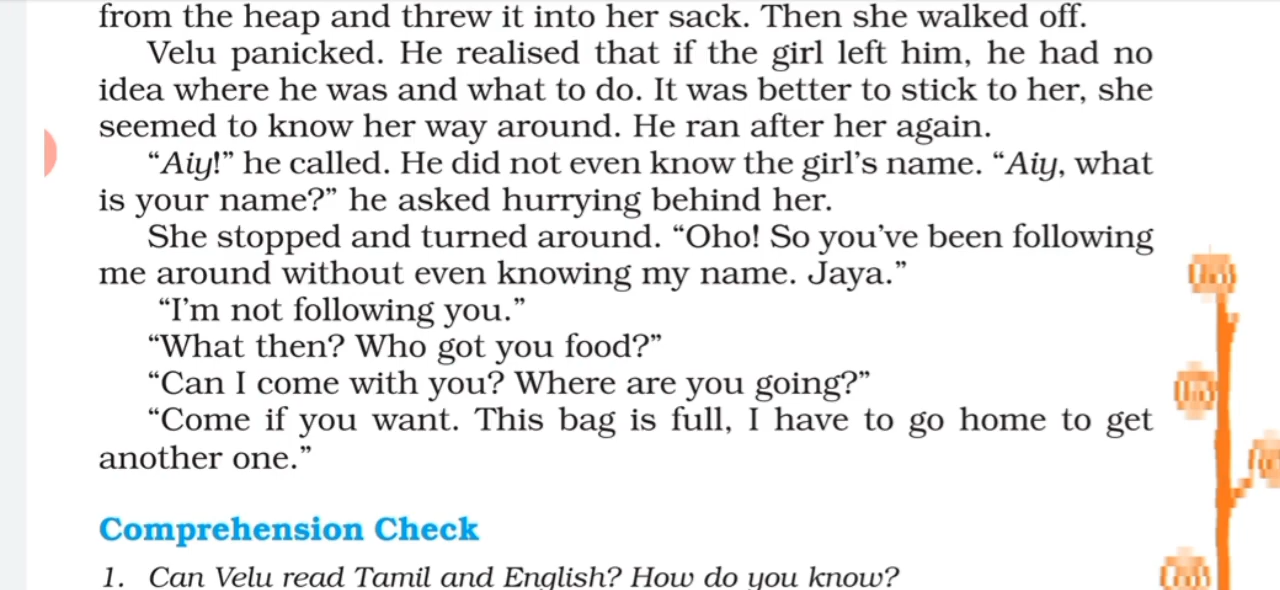 from the heap and threw it into her sack. Then she walked off.
Velu panicked. He realised that if the girl left him, he had no
idea where he was and what to do. It was better to stick to her, she
seemed to know her way around. He ran after her again.
“Aiy!” he called. He did not even know the girl’s name. “Aiy, what
is your name?” he asked hurrying behind her.
She stopped and turned around. “Oho! So you’ve been following
me around without even knowing my name. Jaya.”
“I’m not following you.”
“What then? Who got you food?”
“Can I come with you? Where are you going?”
“Come if you want. This bag is full, I have to go home to get
another one.”
Comprehension Check
1. Can Velu read Tamil and English? How do you know?